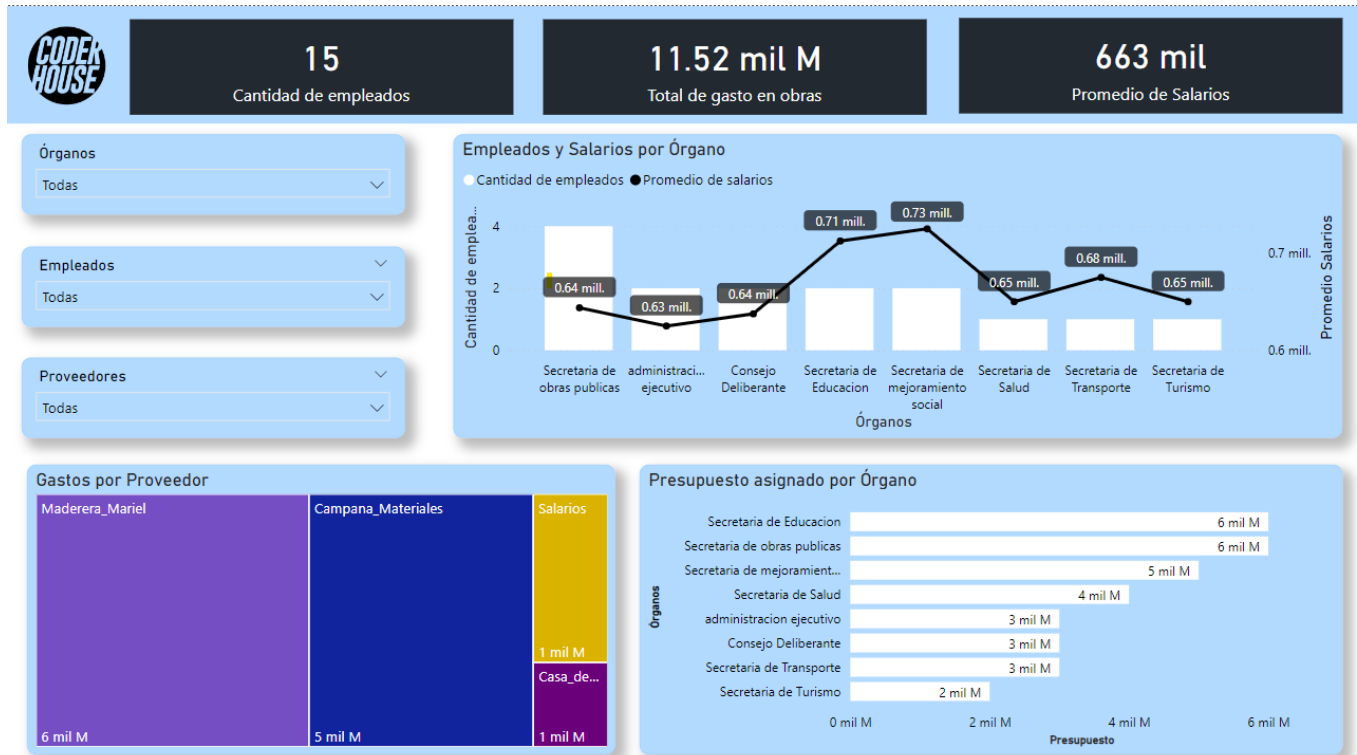 CODER
HOUSE
15
Cantidad de empleados
11.52 mil M
Total de gasto en obras
663 mil
Promedio de Salarios
Órganos
Todas
Empleados
Todas
Proveedores
Todas
Empleados y Salarios por Órgano
Cantidad de empleados Promedio de salarios
Cantidad de emplea...
4
2
0
0.64 mill.
0.63 mill.
0.64 mill.
0.71 mill.
0.73 mill.
0.65 mill.
0.68 mill.
0.65 mill.
0.7 mill.
0.6 mill.
Promedio Salarios
Secretaria de
obras publicas
administraci...
ejecutivo
Consejo
Deliberante
Secretaria de
Educacion
Secretaria de
mejoramiento
social
Secretaria de
Salud
Secretaria de
Transporte
Secretaria de
Turismo
Órganos
Gastos por Proveedor
Maderera_Mariel
6 mil M
Campana_Materiales
5 mil M
Salarios
1 mil M
Casa_de...
1 mil M
Presupuesto asignado por Órgano
Órganos
Secretaria de Educacion 6 mil M
Secretaria de obras publicas 6 mil M
Secretaria de mejoramient... 5 mil M
Secretaria de Salud 4 mil M
administracion ejecutivo 3 mil M
Consejo Deliberante 3 mil M
Secretaria de Transporte 3 mil M
Secretaria de Turismo 2 mil M
0 mil M 2 mil M 4 mil M 6 mil M
Presupuesto